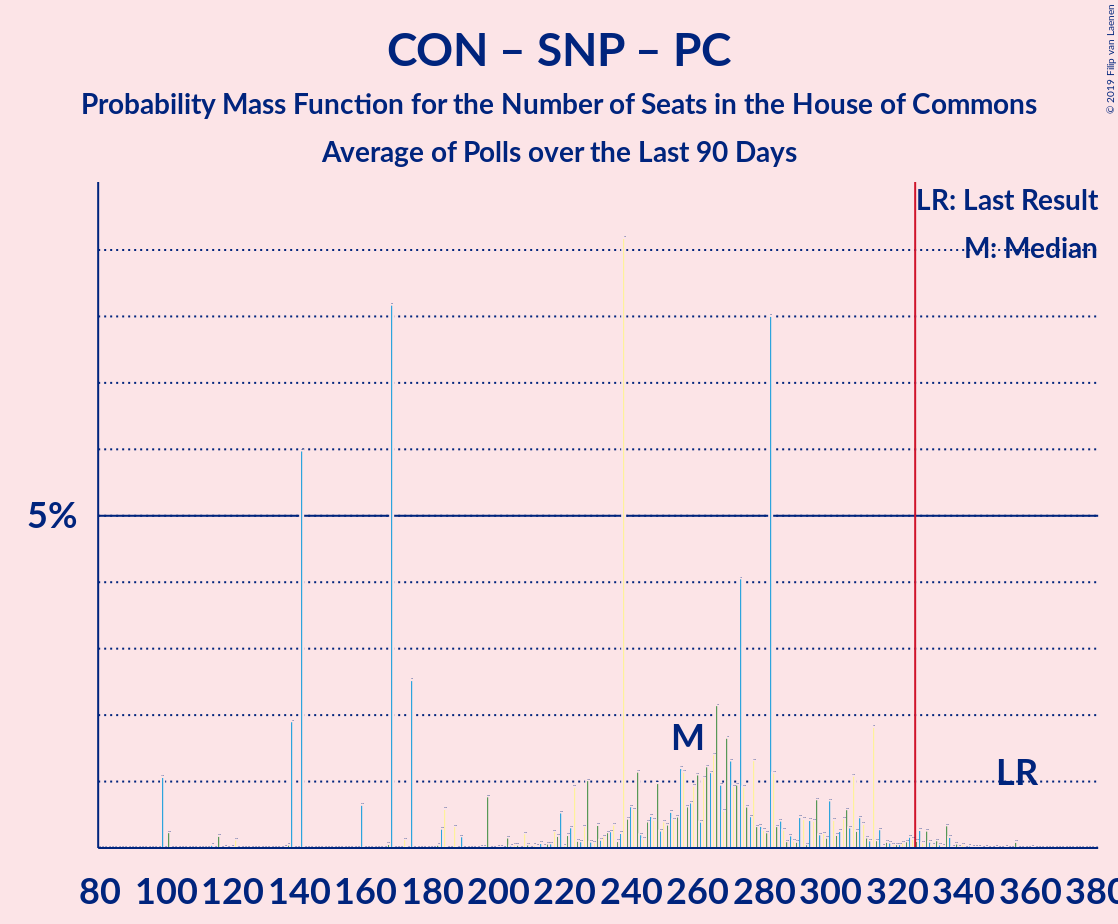 CON – SNP – PC
Probability Mass Function for the Number of Seats in the House of Commons
Average of Polls over the Last 90 Days
© 2019 Filip van Laenen
LR: Last Result
M: Median
5%
M
LR
80 100 120 140 160 180 200 220 240 260 280 300 320 340 360 380